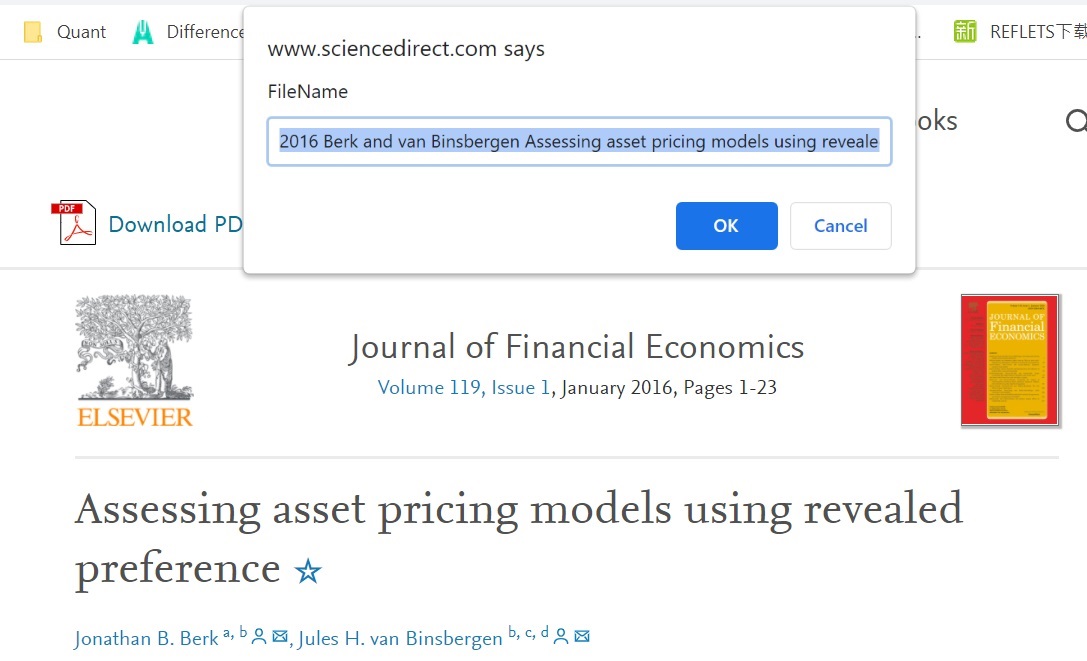 Quant
Difference
REFLETS下载
www.sciencedirect.com says
FileName
2016 Berk and van Binsbergen Assessing asset pricing models using reveale
OK
Cancel
oks
PDF
Download PD
ELSEVIER
Journal of Financial Economics
Volume 119, Issue 1, January 2016, Pages 1-23
JOURNAL OF
Financial
ECONOMICS
Assessing asset pricing models using revealed
preference
Jonathan B. Berk a, b, Jules H. van Binsbergen b, c, d